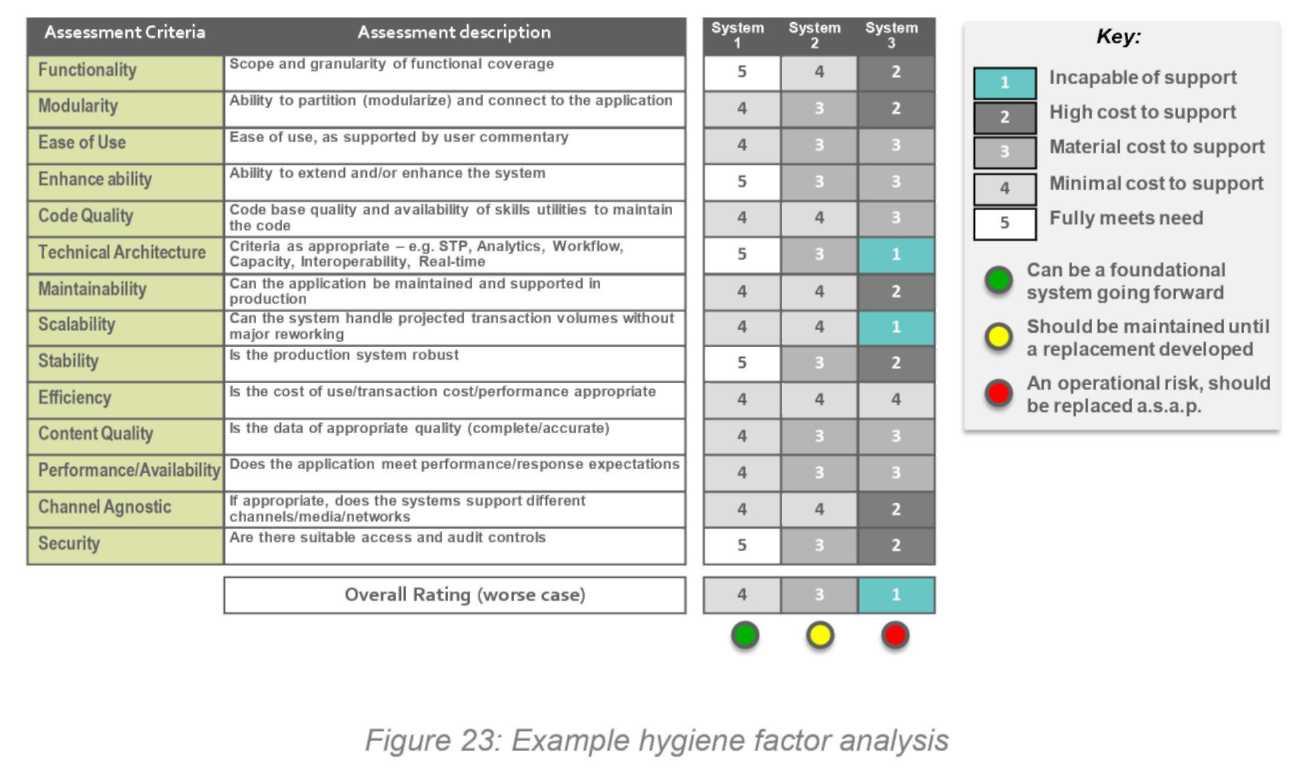 Assessment Criteria Assessment description System 1 System 2 System 3
Functionality Scope and granularity of functional coverage 5 4 2
Modularity Ability to partition (modularize) and connect to the application 4 3 2
Ease of Use Ease of use, as supported by user commentary 4 3 3
Enhance ability Ability to extend and/or enhance the system 5 3 3
Code Quality Code base quality and availability of skills utilities to maintain
the code 4 4 3
Technical Architecture Criteria as appropriate – e.g. STP, Analytics, Workflow,
Capacity, Interoperability, Real-time 5 3 1
Maintainability Can the application be maintained and supported in
production 4 4 2
Scalability Can the system handle projected transaction volumes without
major reworking 4 4 1
Stability Is the production system robust 5 3 2
Efficiency Is the cost of use/transaction cost/performance appropriate 4 4 4
Content Quality Is the data of appropriate quality (complete/accurate) 4 3 3
Performance/Availability Does the application meet performance/response expectations 4 3 3
Channel Agnostic If appropriate, does the systems support different
channels/media/networks 4 4 2
Security Are there suitable access and audit controls 5 3 2
Overall Rating (worse case) 4 3 1
Key:
1 Incapable of support
2 High cost to support
3 Material cost to support
4 Minimal cost to support
5 Fully meets need
Can be a foundational
system going forward
Should be maintained until
a replacement developed
An operational risk, should
be replaced a.s.a.p.
Figure 23: Example hygiene factor analysis